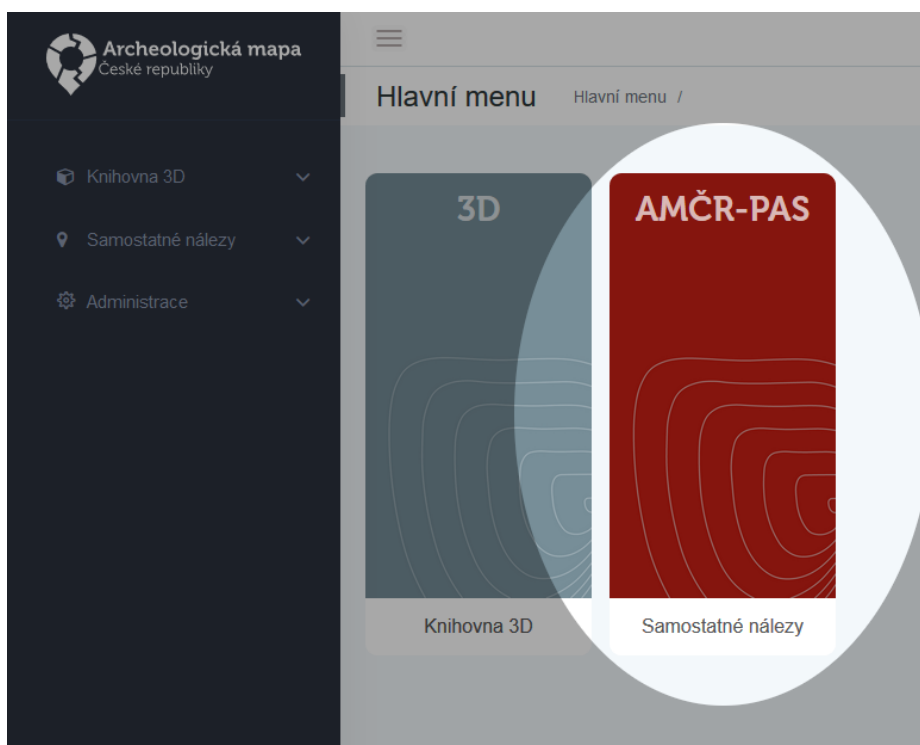 Archeologická mapa
České republiky
Hlavní menu
Hlavní menu /
Knihovna 3D
Samostatné nálezy
Administrace
3D
AMČR-PAS
Knihovna 3D
Samostatné nálezy